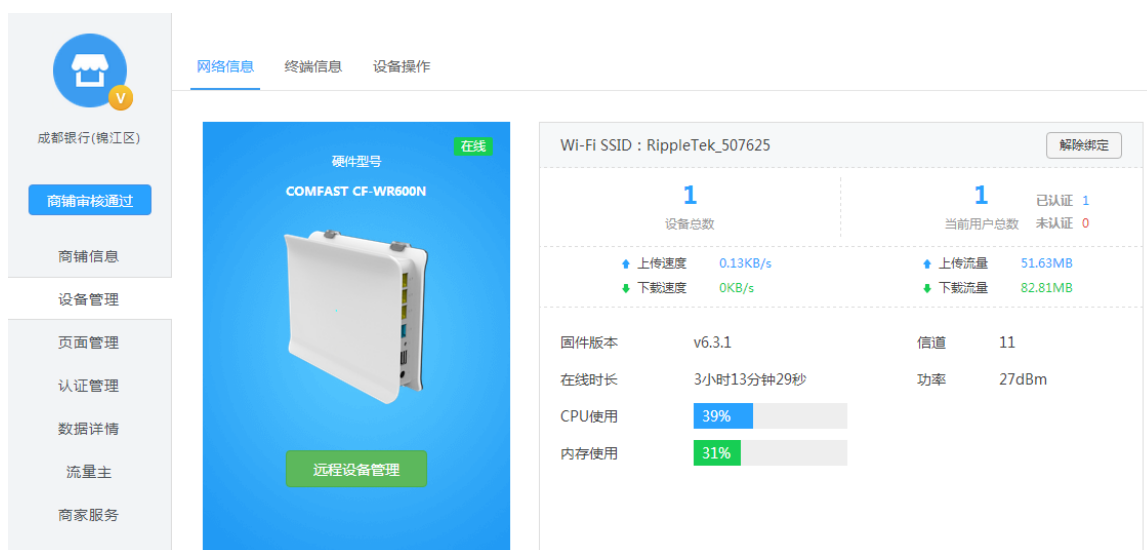 V
成都银行(锦江区)
商铺审核通过
商铺信息
设备管理
页面管理
认证管理
数据详情
流量主
商家服务
网络信息 终端信息 设备操作
在线
硬件型号
COMFAST CF-WR600N
远程设备管理
Wi-Fi SSID：RippleTek_507625 解除绑定
1
设备总数
1
当前用户总数
已认证 1
未认证 0
上传速度 0.13KB/s 上传流量 51.63MB
下载速度 0KB/s 下载流量 82.81MB
固件版本 v6.3.1 信道 11
在线时长 3小时13分钟29秒 功率 27dBm
CPU使用 39%
内存使用 31%